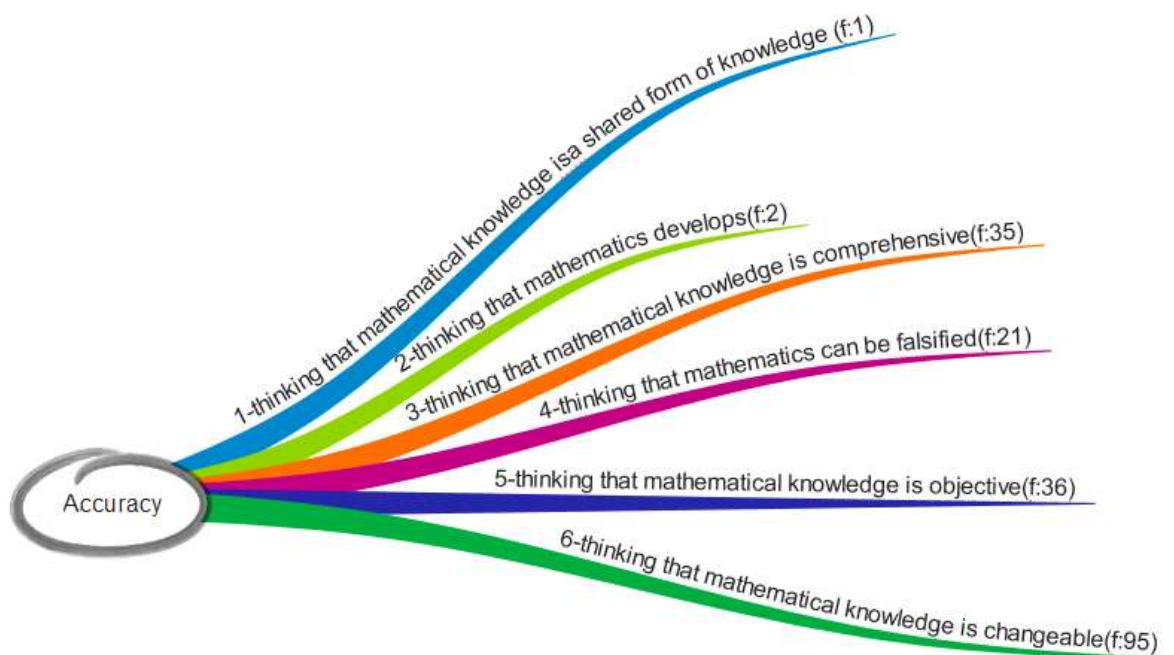 1-thinking that mathematical knowledge isa shared form of knowledge (f:1)
2-thinking that mathematics develops(f:2)
3-thinking that mathematical knowledge is comprehensive(f:35)
4-thinking that mathematics can be falsified(f:21)
Accuracy
5-thinking that mathematical knowledge is objective(f:36)
6-thinking that mathematical knowledge is changeable(f:95)